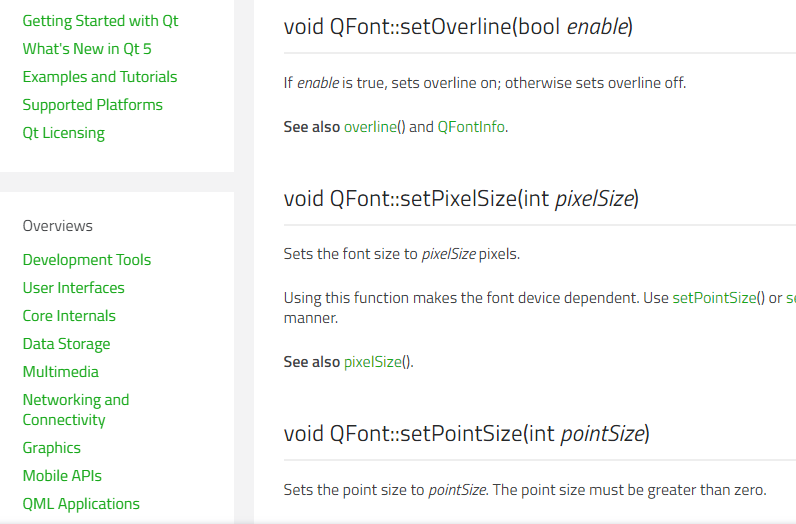 Getting Started with Qt
What's New in Qt 5
Examples and Tutorials
Supported Platforms
Qt Licensing
Overviews
Development Tools
User Interfaces
Core Internals
Data Storage
Multimedia
Networking and
Connectivity
Graphics
Mobile APIs
QML Applications
void QFont::setOverline(bool enable)
If enable is true, sets overline on; otherwise sets overline off.
See also overline() and QFontInfo.
void QFont::setPixelSize(int pixelSize)
Sets the font size to pixelSize pixels.
Using this function makes the font device dependent. Use setPointSize() or
manner.
See also pixelSize().
void QFont::setPointSize(int pointSize)
Sets the point size to pointSize. The point size must be greater than zero.